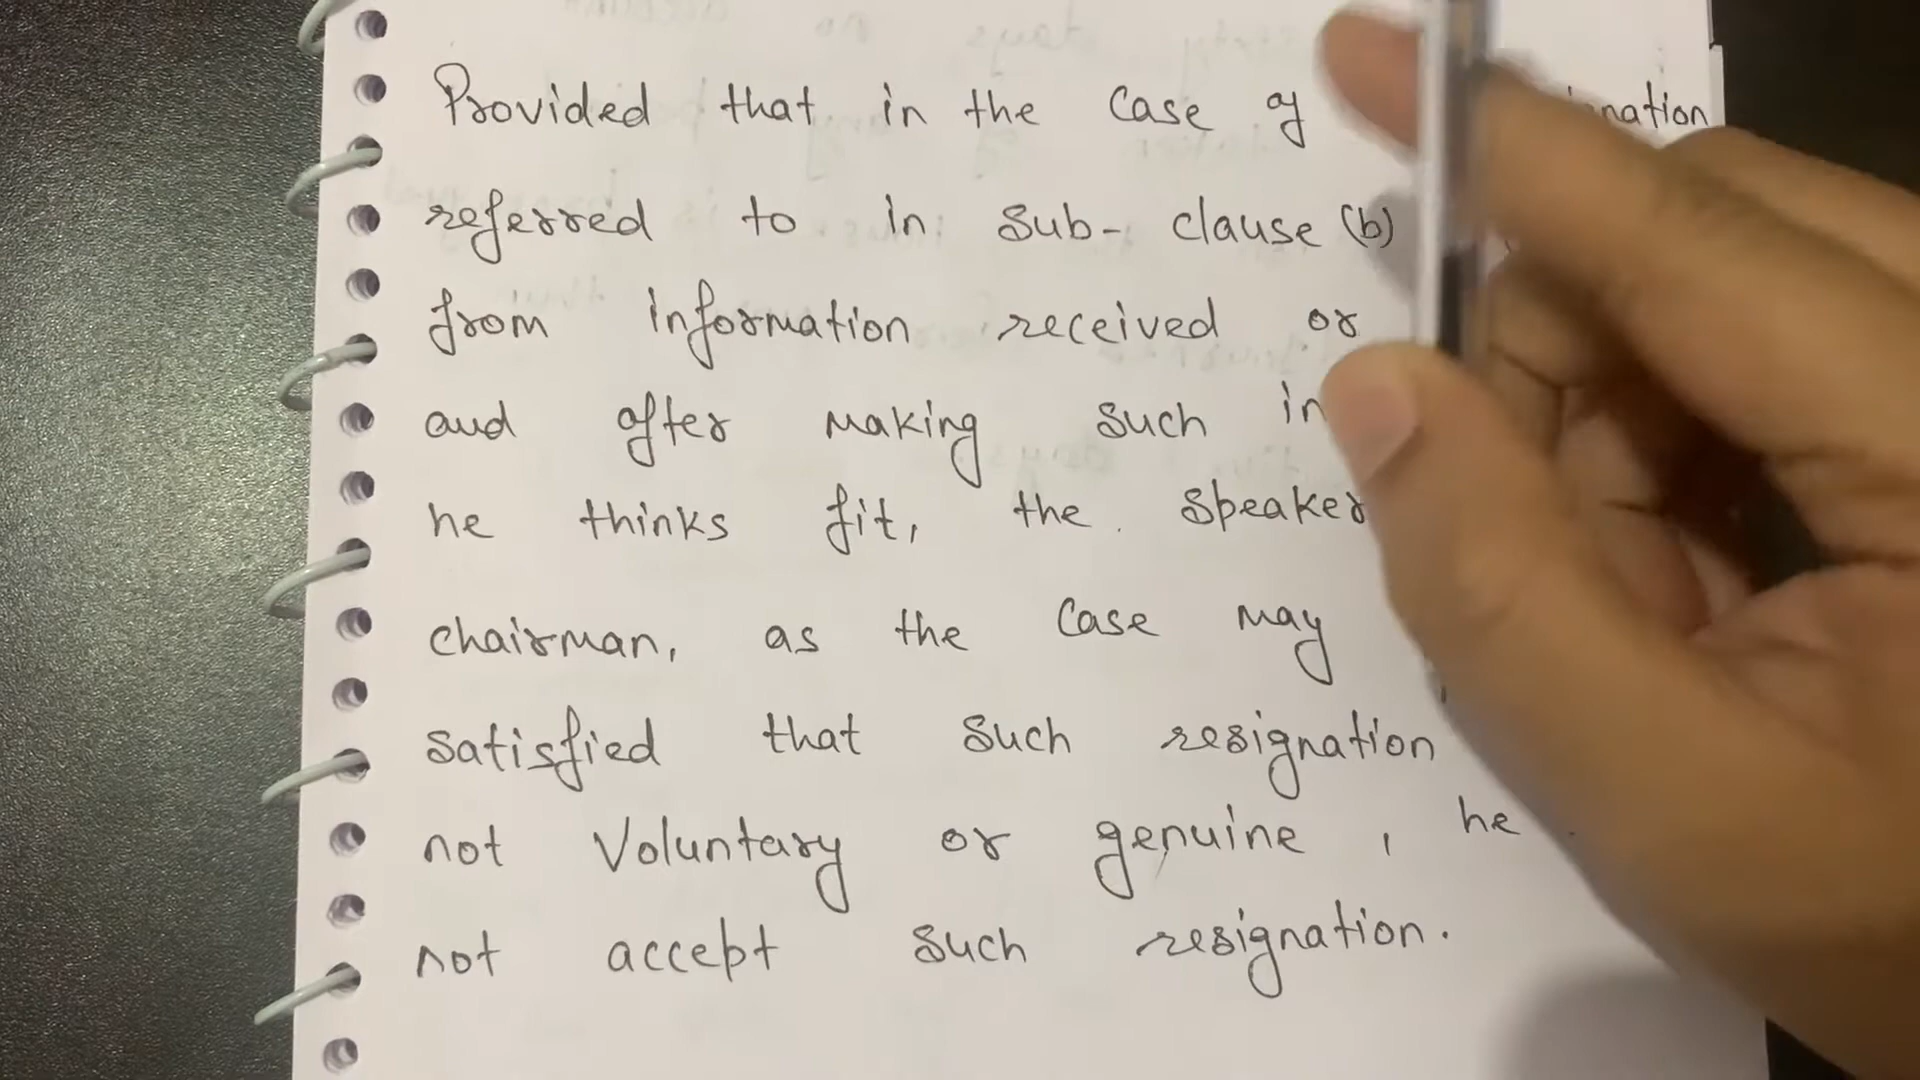 Provided that in the case of
referred to in sub-clause (b)
from information received or
and after making such
he thinks fit, the speaker
chairman, as the case may
satisfied that such resignation
not voluntary or genuine, he
not accept such resignation.